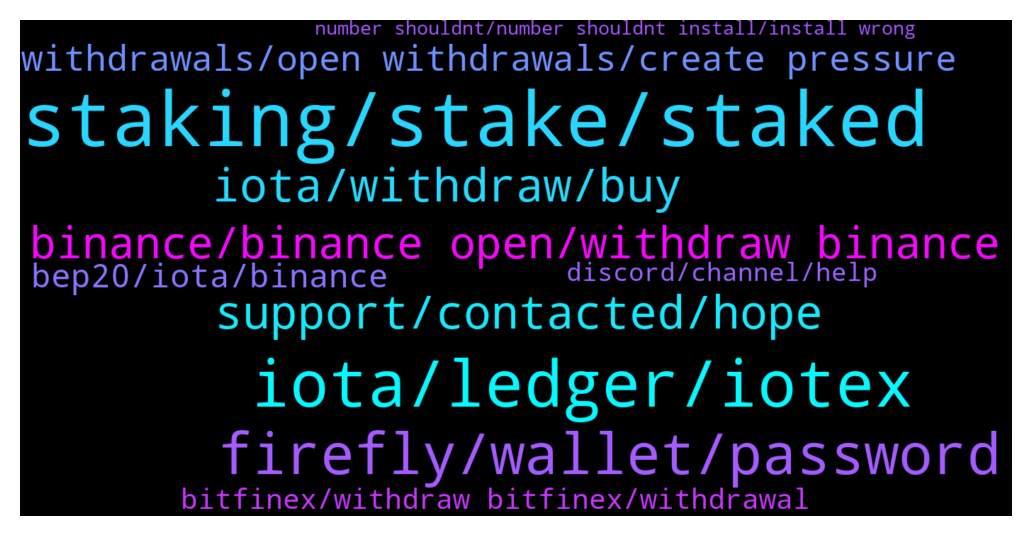 number shouldnt/number shouldnt install/install wrong
withdrawals/open withdrawals/create pressure
staking/stake/staked
iota/withdraw/buy
binance/binance open/withdraw binance
bep20/iota/binance
discord/channel/help
support/contacted/hope
iota/ledger/iotex
firefly/wallet/password
bitfinex/withdraw bitfinex/withdrawal